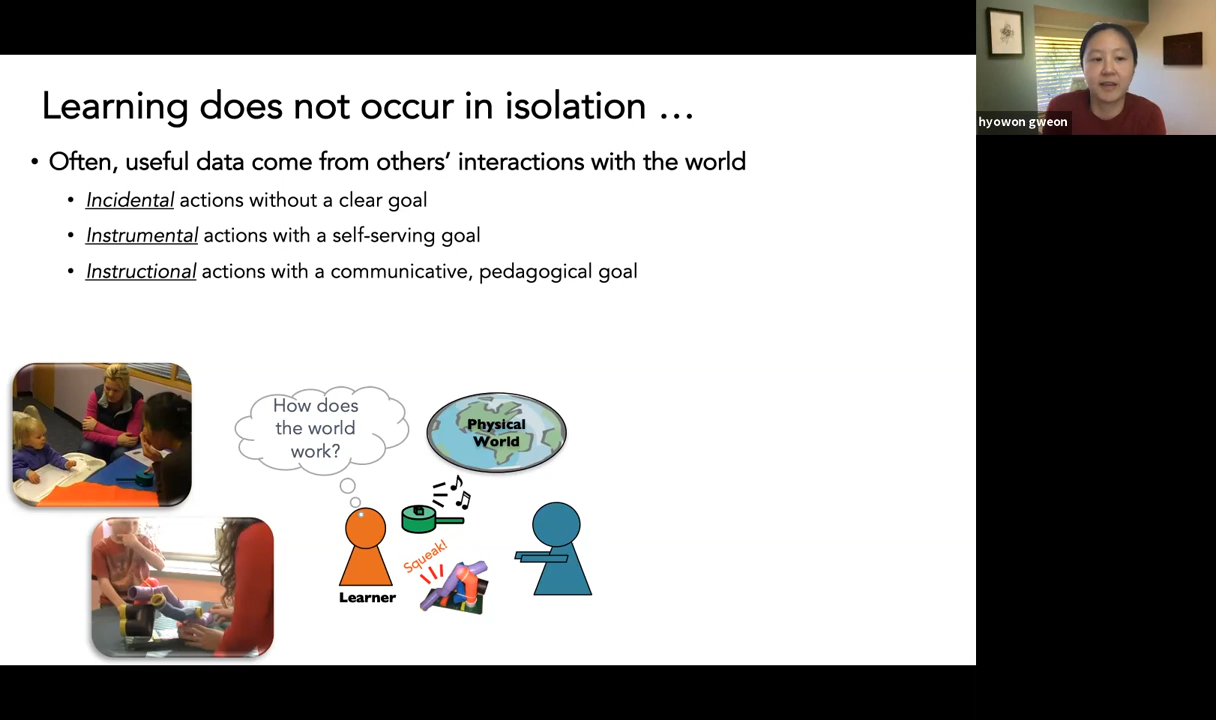 Learning does not occur in isolation …
• Often, useful data come from others’ interactions with the world
• Incidental actions without a clear goal
• Instrumental actions with a self-serving goal
• Instructional actions with a communicative, pedagogical goal
How does
the world
work?
Physical
World
Squeak!
Learner
hyowon gweon